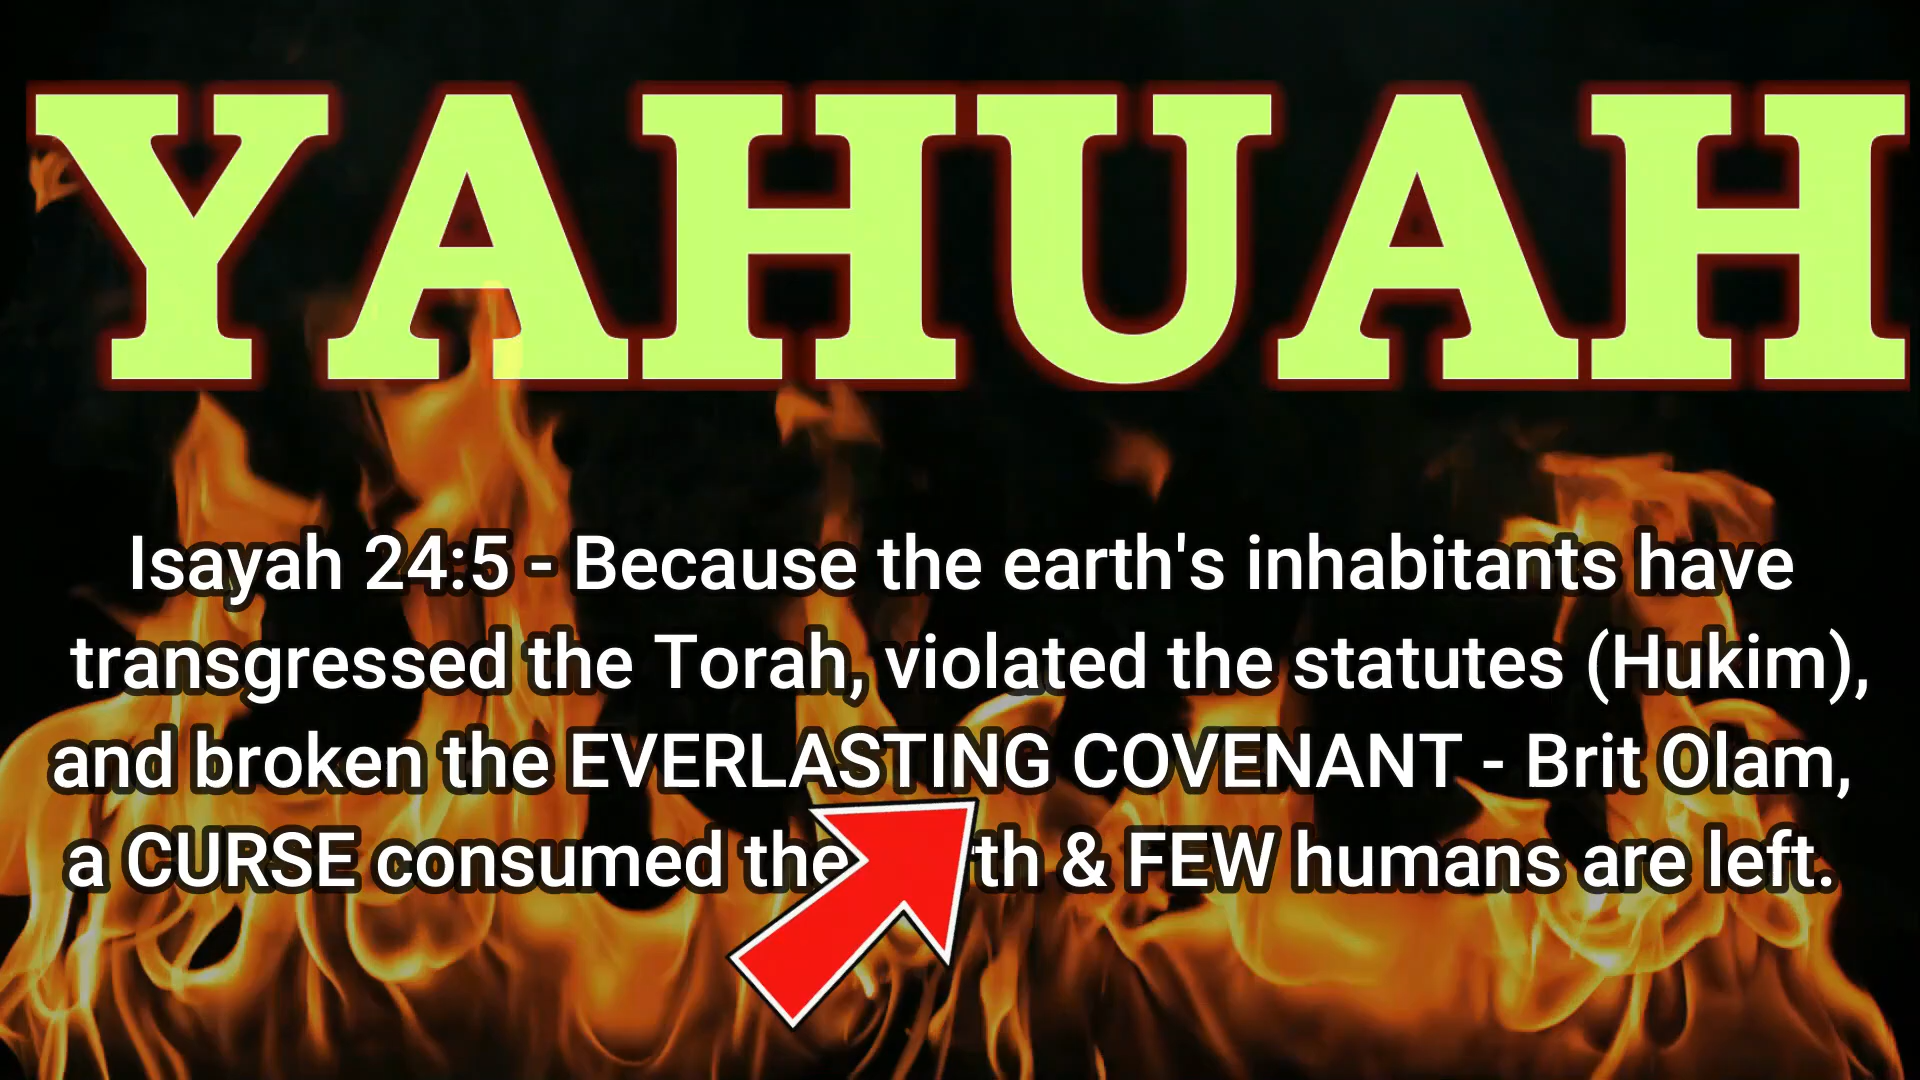 YAHUAH
Isayah 24:5 - Because the earth's inhabitants have
transgressed the Torah, violated the statutes (Hukim),
and broken the EVERLASTING COVENANT - Brit Olam,
a CURSE consumed the th & FEW humans are left.